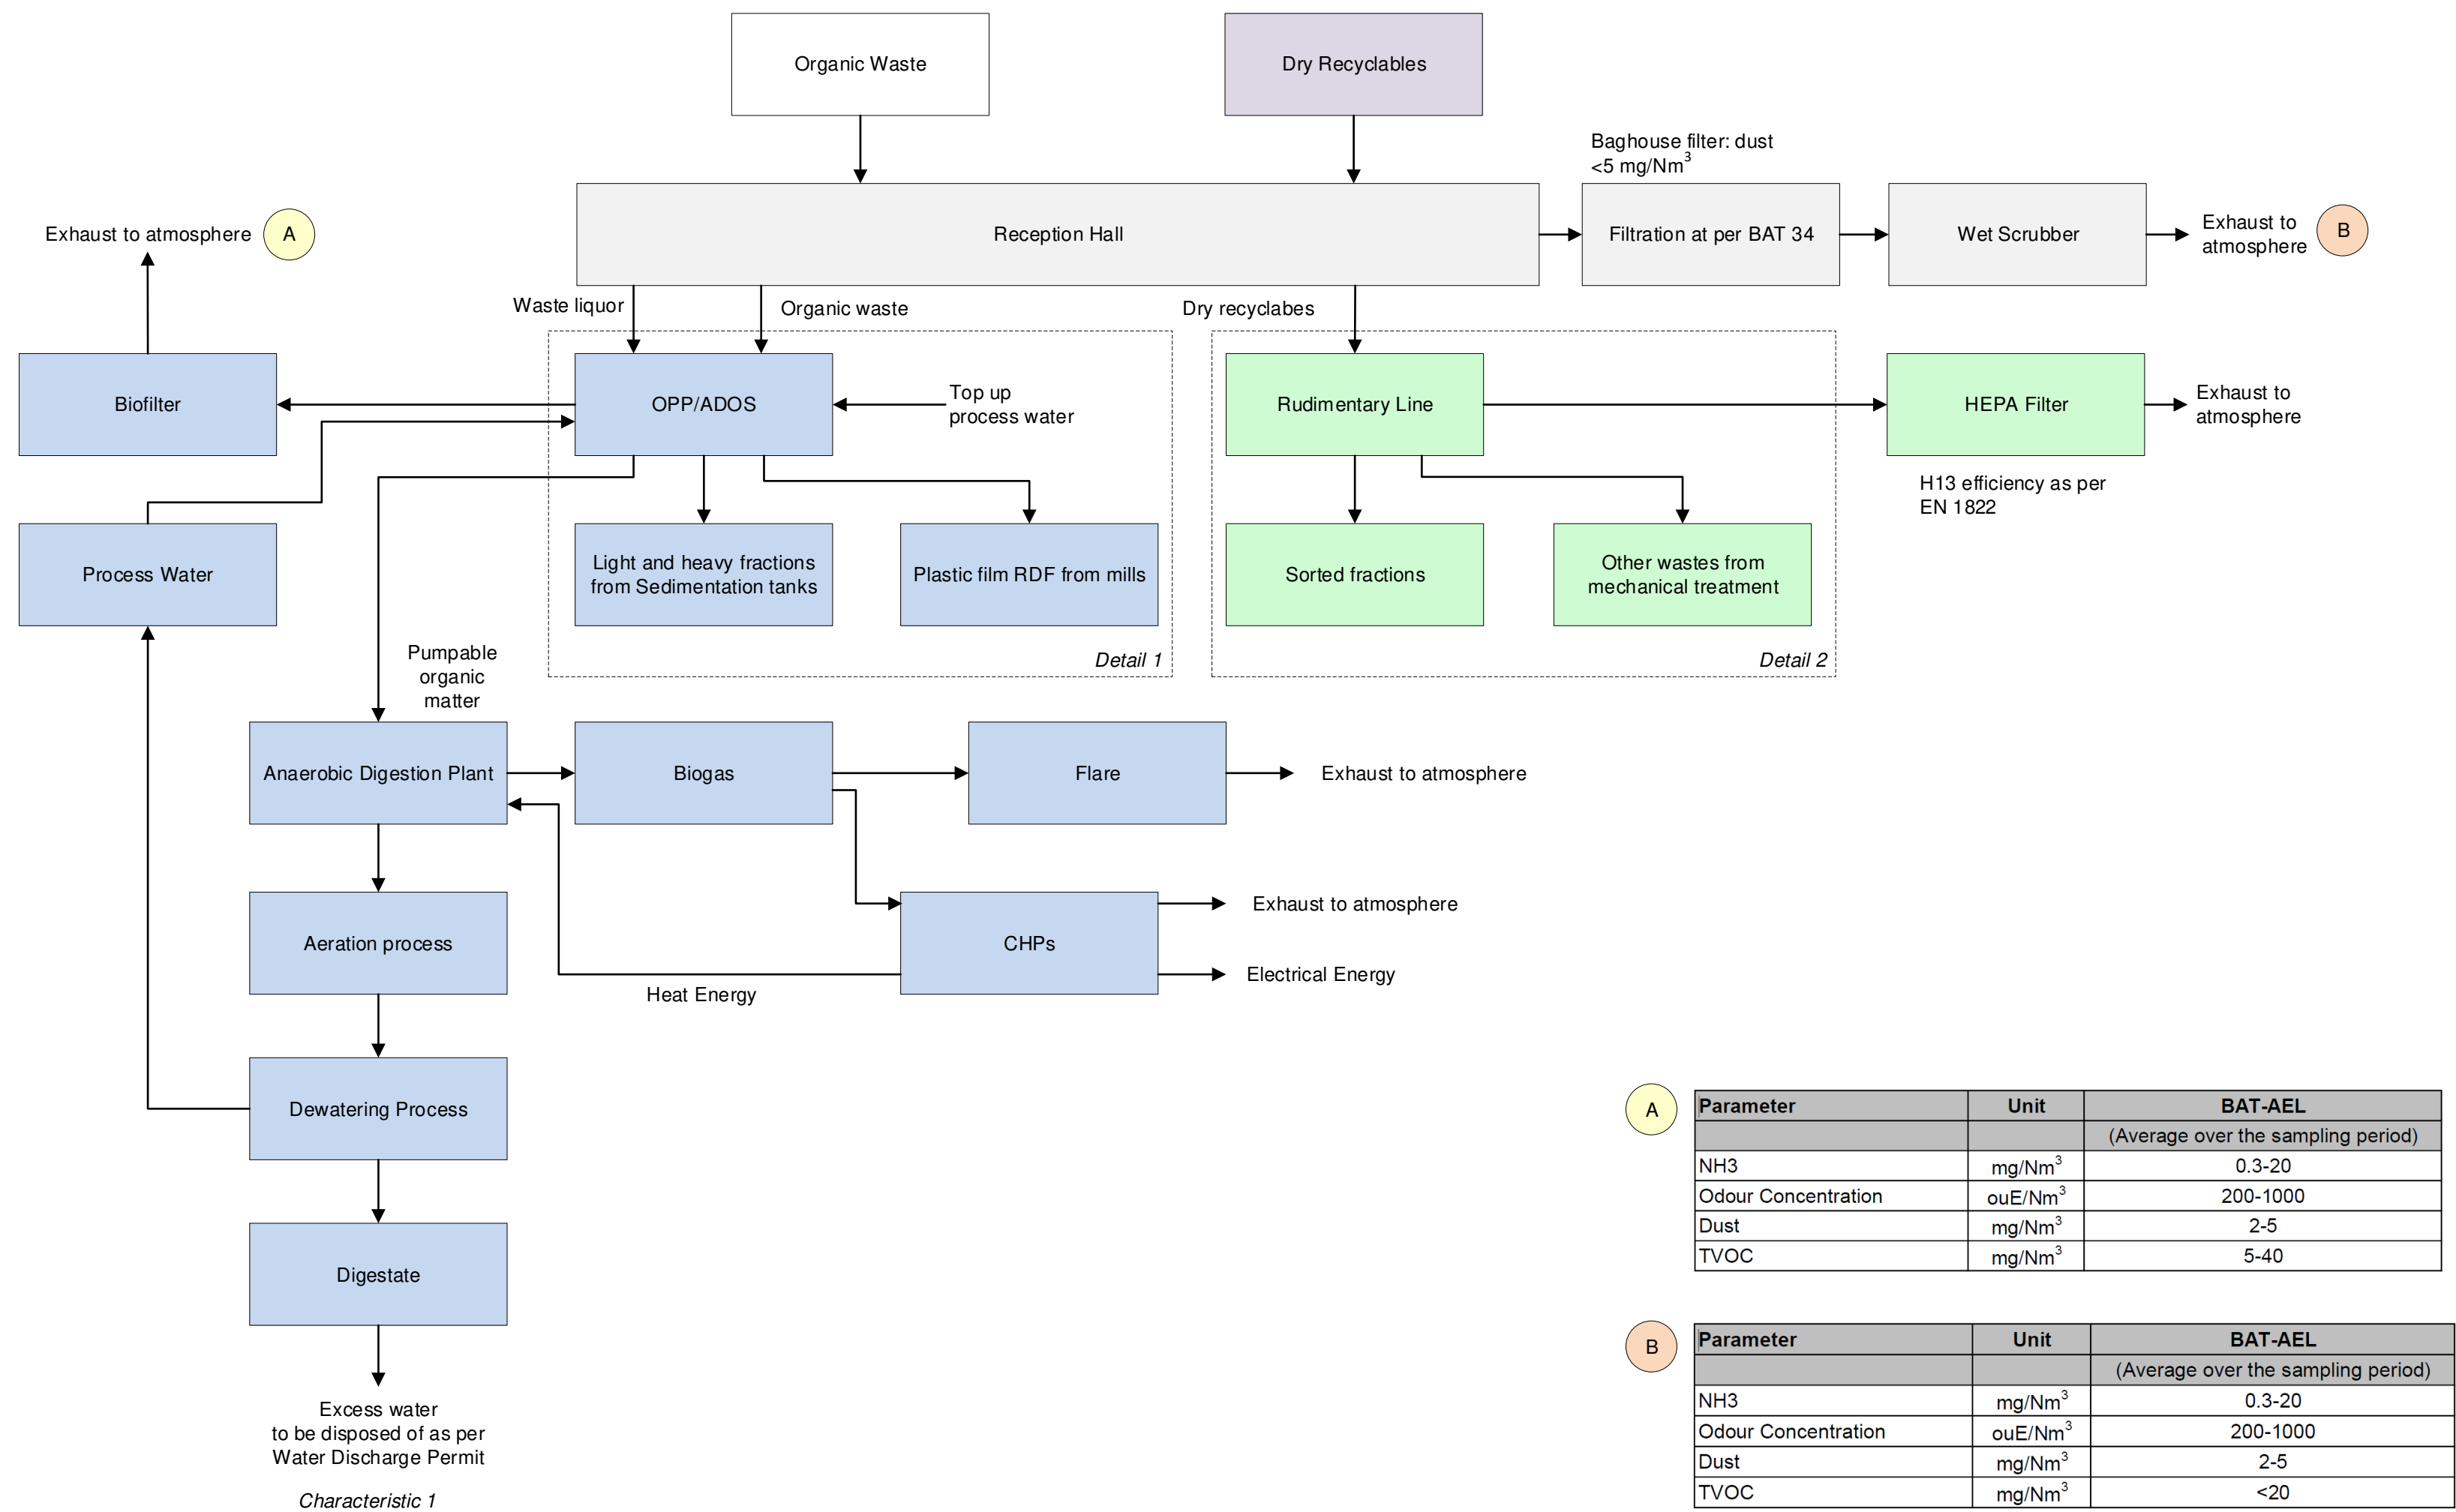 Organic Waste
Dry Recyclables
Baghouse filter: dust
<5 mg/Nm3
Exhaust to atmosphere
A
Reception Hall
Filtration at per BAT 34
Wet Scrubber
Exhaust to
atmosphere
B
Waste liquor
Organic waste
Dry recyclabes
Biofilter
OPP/ADOS
Top up
process water
Rudimentary Line
HEPA Filter
Exhaust to
atmosphere
H13 efficiency as per
EN 1822
Process Water
Light and heavy fractions
from Sedimentation tanks
Plastic film RDF from mills
Sorted fractions
Other wastes from
mechanical treatment
Detail 1
Detail 2
Pumpable
organic
matter
Anaerobic Digestion Plant
Biogas
Flare
Exhaust to atmosphere
Aeration process
CHPs
Exhaust to atmosphere
Electrical Energy
Heat Energy
Dewatering Process
Digestate
Excess water
to be disposed of as per
Water Discharge Permit
Characteristic 1
A
Parameter Unit BAT-AEL
(Average over the sampling period)
NH3 mg/Nm3 0.3-20
Odour Concentration ouE/Nm3 200-1000
Dust mg/Nm3 2-5
TVOC mg/Nm3 5-40
B
Parameter Unit BAT-AEL
(Average over the sampling period)
NH3 mg/Nm3 0.3-20
Odour Concentration ouE/Nm3 200-1000
Dust mg/Nm3 2-5
TVOC mg/Nm3 <20